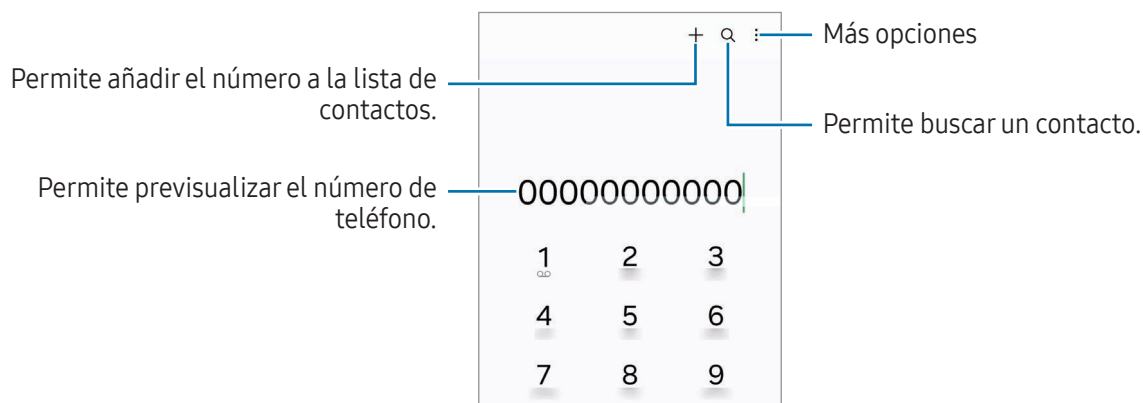 Más opciones
Permite añadir el número a la lista de
contactos.
Permite buscar un contacto.
Permite previsualizar el número de
teléfono.
00000000000
1 2 3
4 5 6
7 8 9